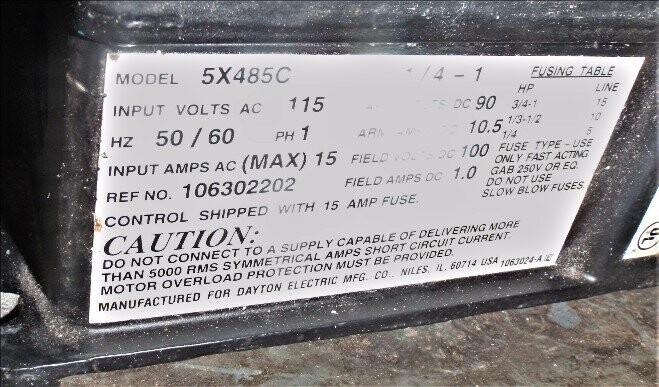 MODEL 5X485C 1/4 - 1
INPUT VOLTS AC 115 DC 90
HZ 50/60 PH 1 10.5
INPUT AMPS AC (MAX) 15 FIELD VOLTS DC 100
REF NO. 106302202 FIELD AMPS DC 1.0
CONTROL SHIPPED WITH 15 AMP FUSE.
FUSING TABLE
HP LINE
3/4-1 15
1/3-1/2 10
1/4 5
FUSE TYPE - USE
ONLY FAST ACTING
GAB 250V OR EQ.
DO NOT USE
SLOW BLOW FUSES.
CAUTION:
DO NOT CONNECT TO A SUPPLY CAPABLE OF DELIVERING MORE
THAN 5000 RMS SYMMETRICAL AMPS SHORT CIRCUIT CURRENT.
MOTOR OVERLOAD PROTECTION MUST BE PROVIDED.
MANUFACTURED FOR DAYTON ELECTRIC MFG. CO., NILES, IL 60714 USA 1063024-A